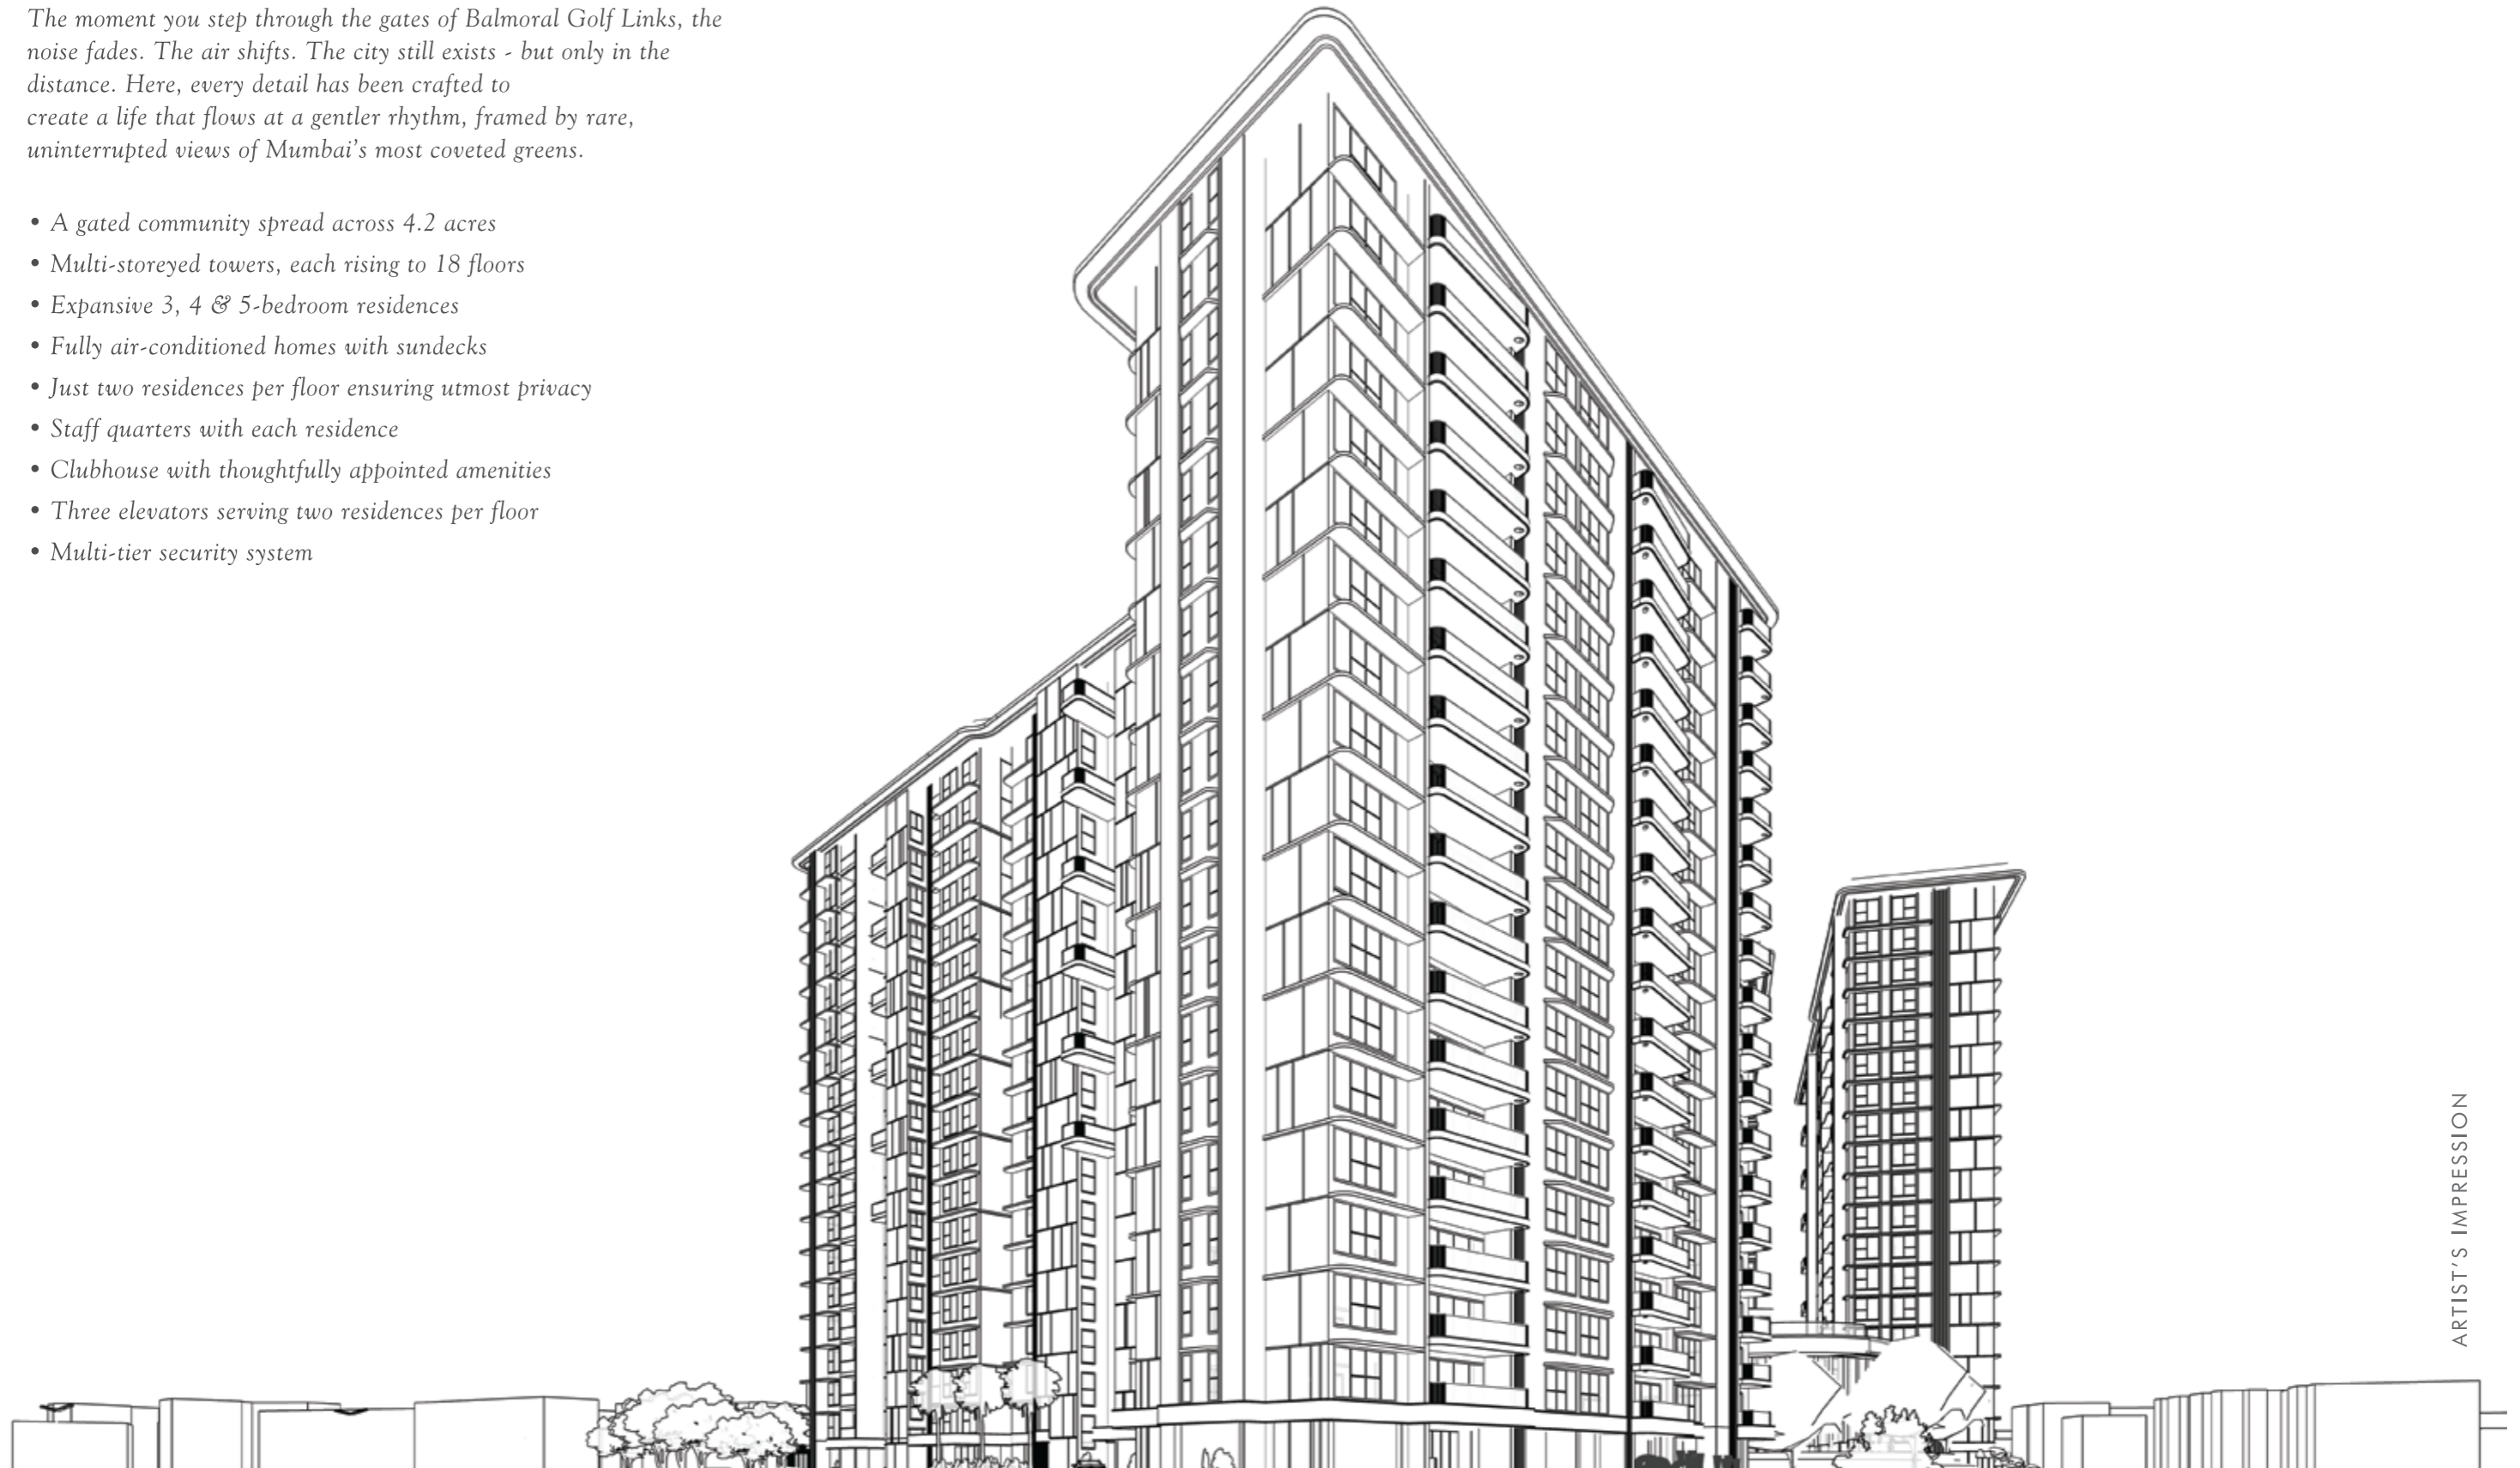 The moment you step through the gates of Balmoral Golf Links, the
noise fades. The air shifts. The city still exists - but only in the
distance. Here, every detail has been crafted to
create a life that flows at a gentler rhythm, framed by rare,
uninterrupted views of Mumbai’s most coveted greens.
• A gated community spread across 4.2 acres
• Multi-storeyed towers, each rising to 18 floors
• Expansive 3, 4 & 5-bedroom residences
• Fully air-conditioned homes with sundecks
• Just two residences per floor ensuring utmost privacy
• Staff quarters with each residence
• Clubhouse with thoughtfully appointed amenities
• Three elevators serving two residences per floor
• Multi-tier security system
ARTIST’S IMPRESSION